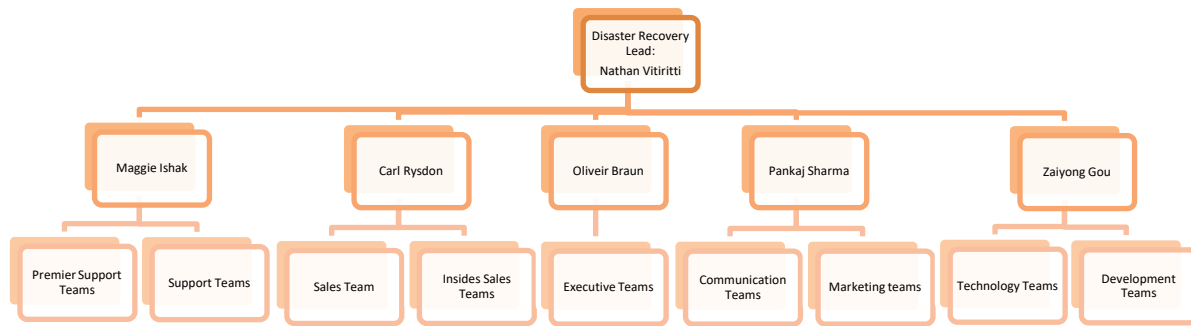 Disaster Recovery
Lead:
Nathan Vitiritti
Maggie Ishak
Carl Rysdon
Oliveir Braun
Pankaj Sharma
Zaiyong Gou
Premier Support
Teams
Support Teams
Sales Team
Insides Sales
Teams
Executive Teams
Communication
Teams
Marketing teams
Technology Teams
Development
Teams